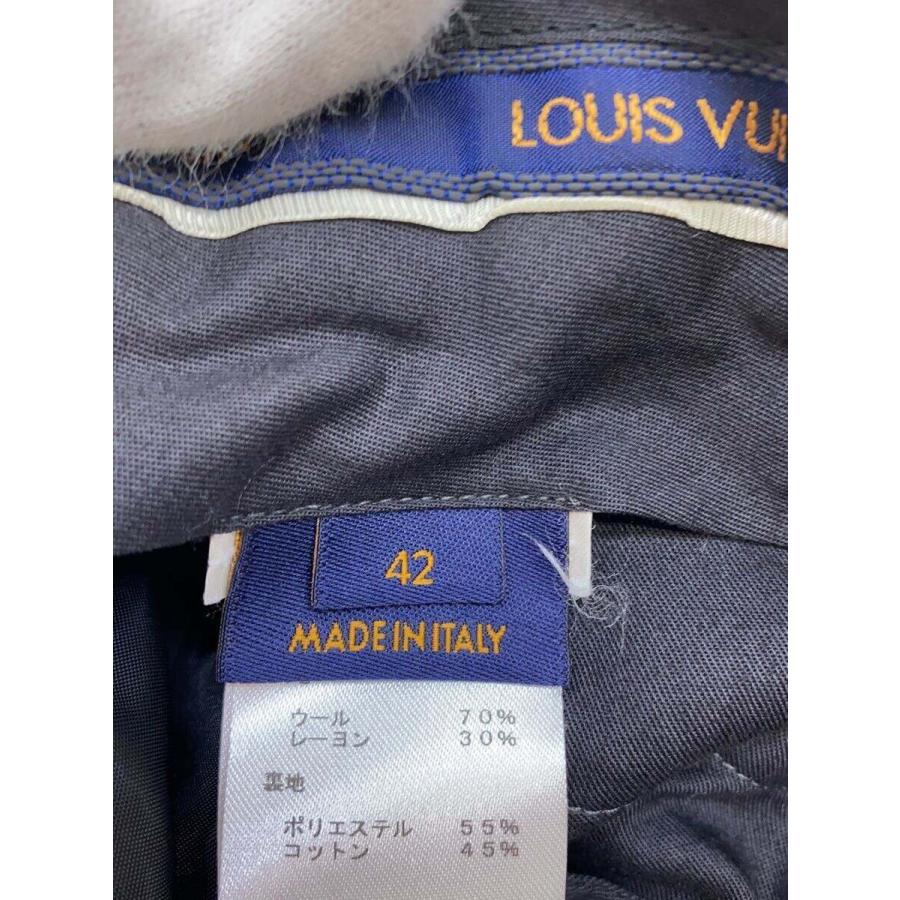 LOUIS VUI
42
MADE IN ITALY
ウール 70%
レーヨン 30%
裏地
ポリエステル 55%
コットン 45%